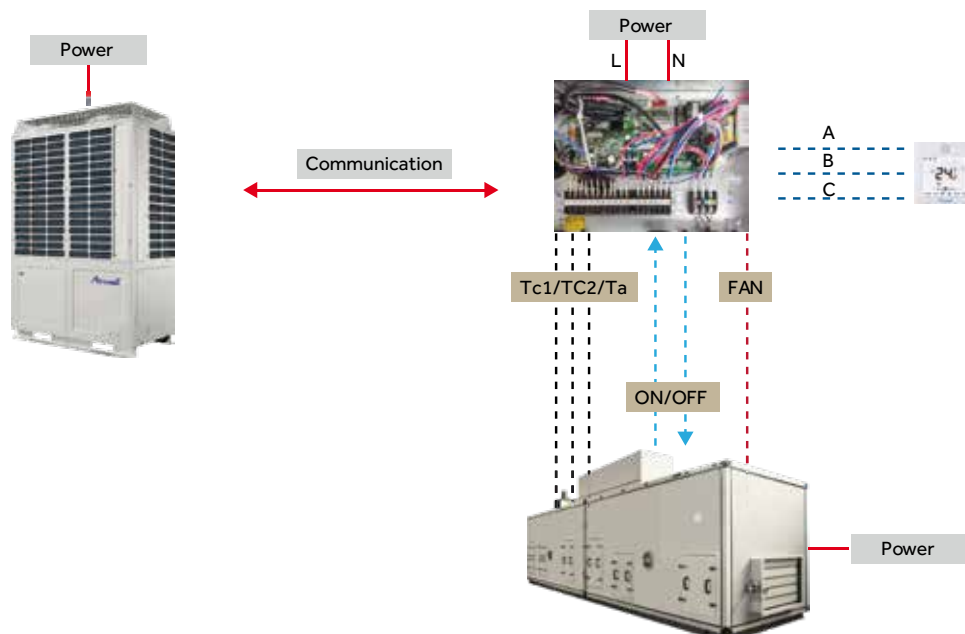 Power
Power
L N
A
B
C
Communication
24
Tc1/TC2/Ta
FAN
ON/OFF
Power